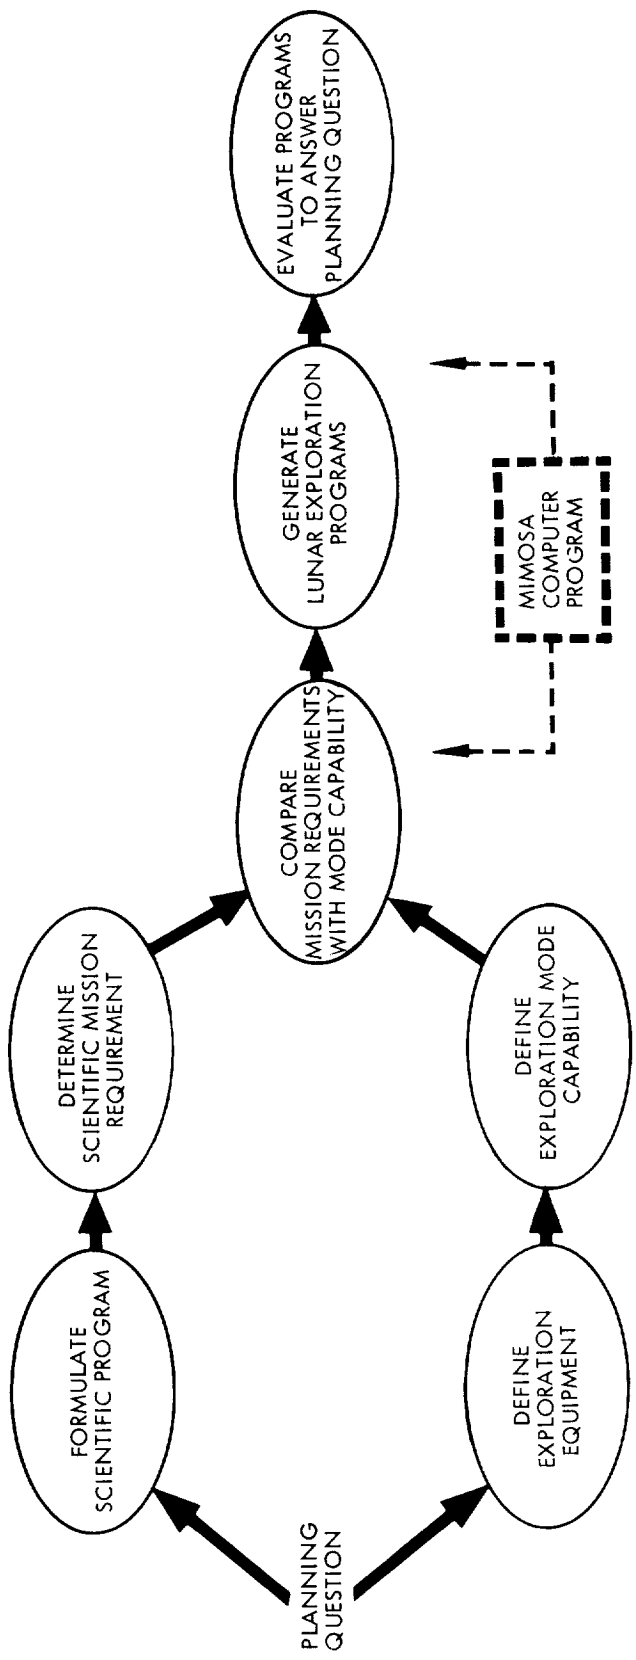 PLANNING
QUESTION
FORMULATE
SCIENTIFIC PROGRAM
DETERMINE
SCIENTIFIC MISSION
REQUIREMENT
DEFINE
EXPLORATION
EQUIPMENT
DEFINE
EXPLORATION MODE
CAPABILITY
COMPARE
MISSION REQUIREMENTS
WITH MODE CAPABILITY
GENERATE
LUNAR EXPLORATION
PROGRAMS
EVALUATE PROGRAMS
TO ANSWER
PLANNING QUESTION
MIMOSA
COMPUTER
PROGRAM